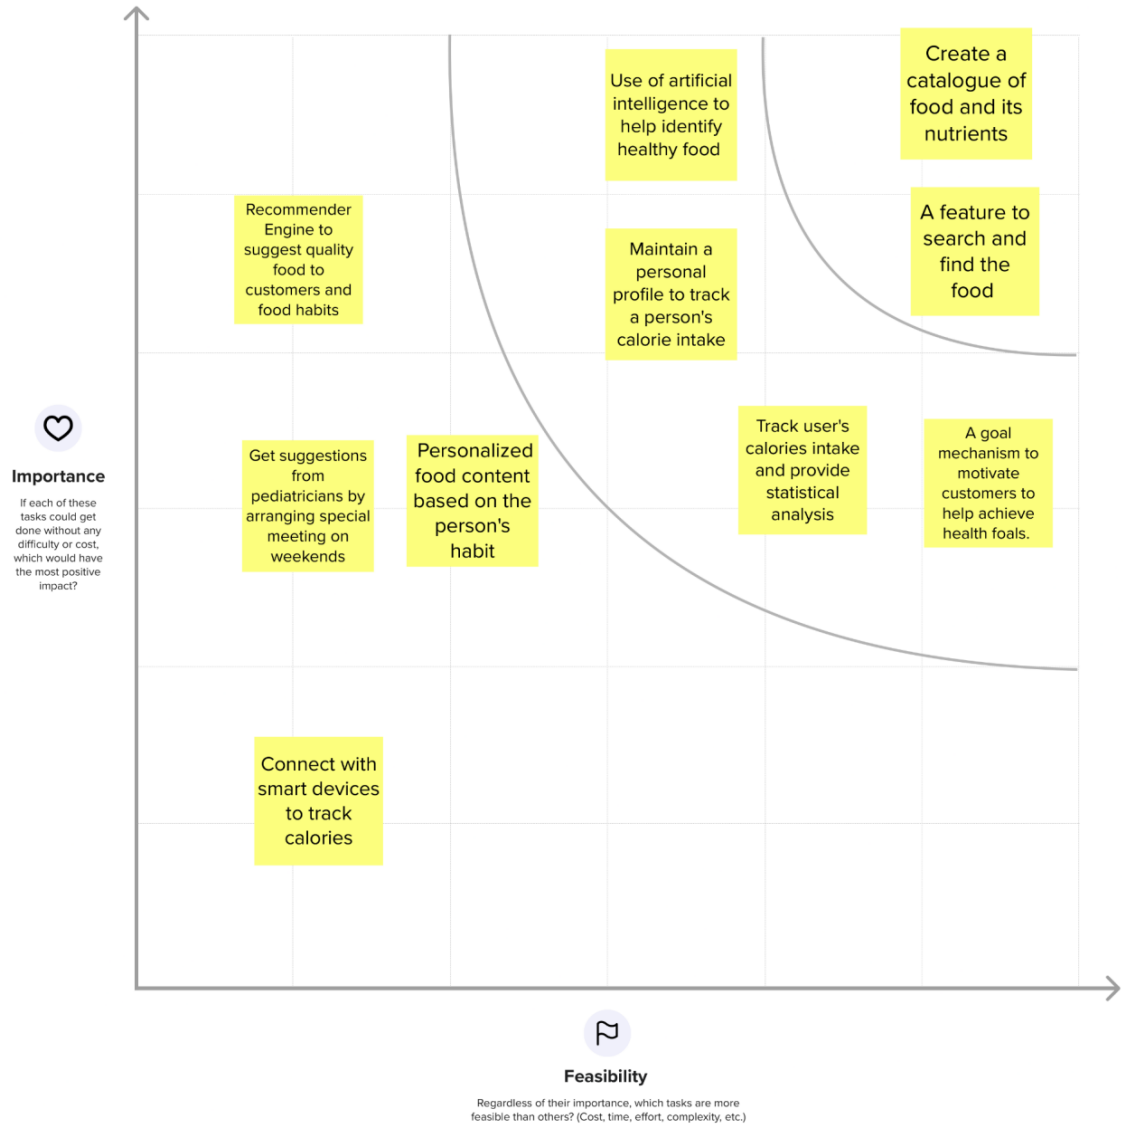 Create a
catalogue of
food and its
nutrients
Use of artificial
intelligence to
help identify
healthy food
A feature to
search and
find the
food
Recommender
Engine to
suggest quality
food to
customers and
food habits
Maintain a
personal
profile to track
a person's
calorie intake
Track user's
calories intake
and provide
statistical
analysis
A goal
mechanism to
motivate
customers to
help achieve
health foals.
Personalized
food content
based on the
person's
habit
Get suggestions
from
pediatricians by
arranging special
meeting on
weekends
Importance
If each of these
tasks could get
done without any
difficulty or cost,
which would have
the most positive
impact?
Connect with
smart devices
to track
calories
Feasibility
Regardless of their importance, which tasks are more
feasible than others? (Cost, time, effort, complexity, etc.)